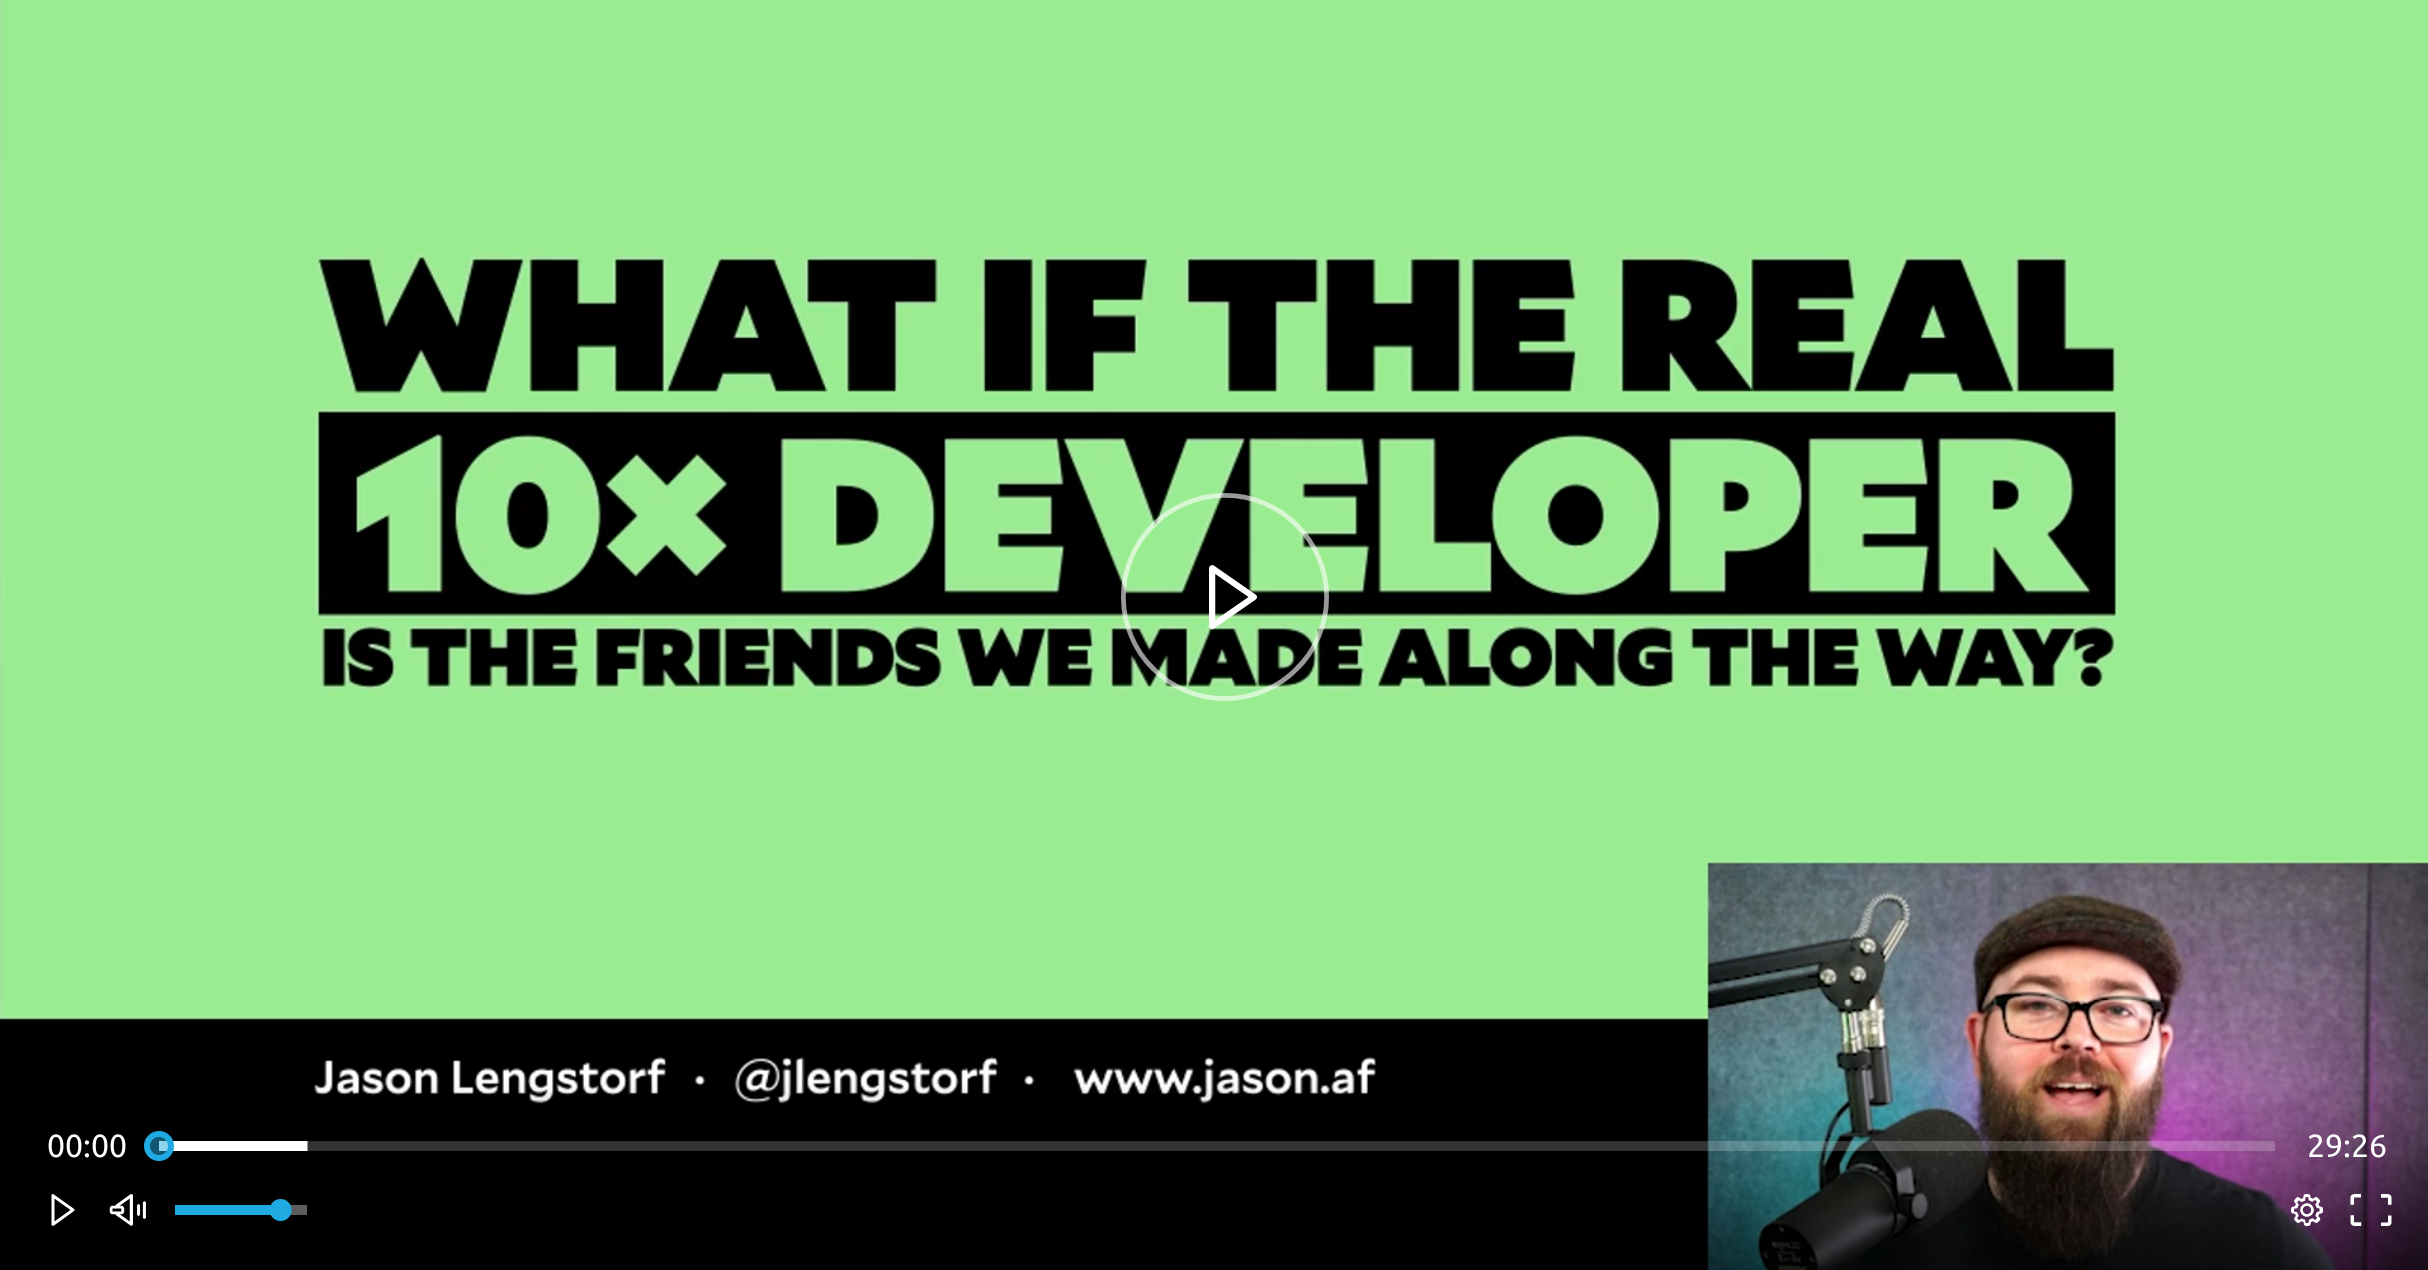 WHAT IF THE REAL
10x DEVELOPER
IS THE FRIENDS WE MADE ALONG THE WAY?
Jason Lengstorf · @jlengstorf · www.jason.af
00:00
29:26